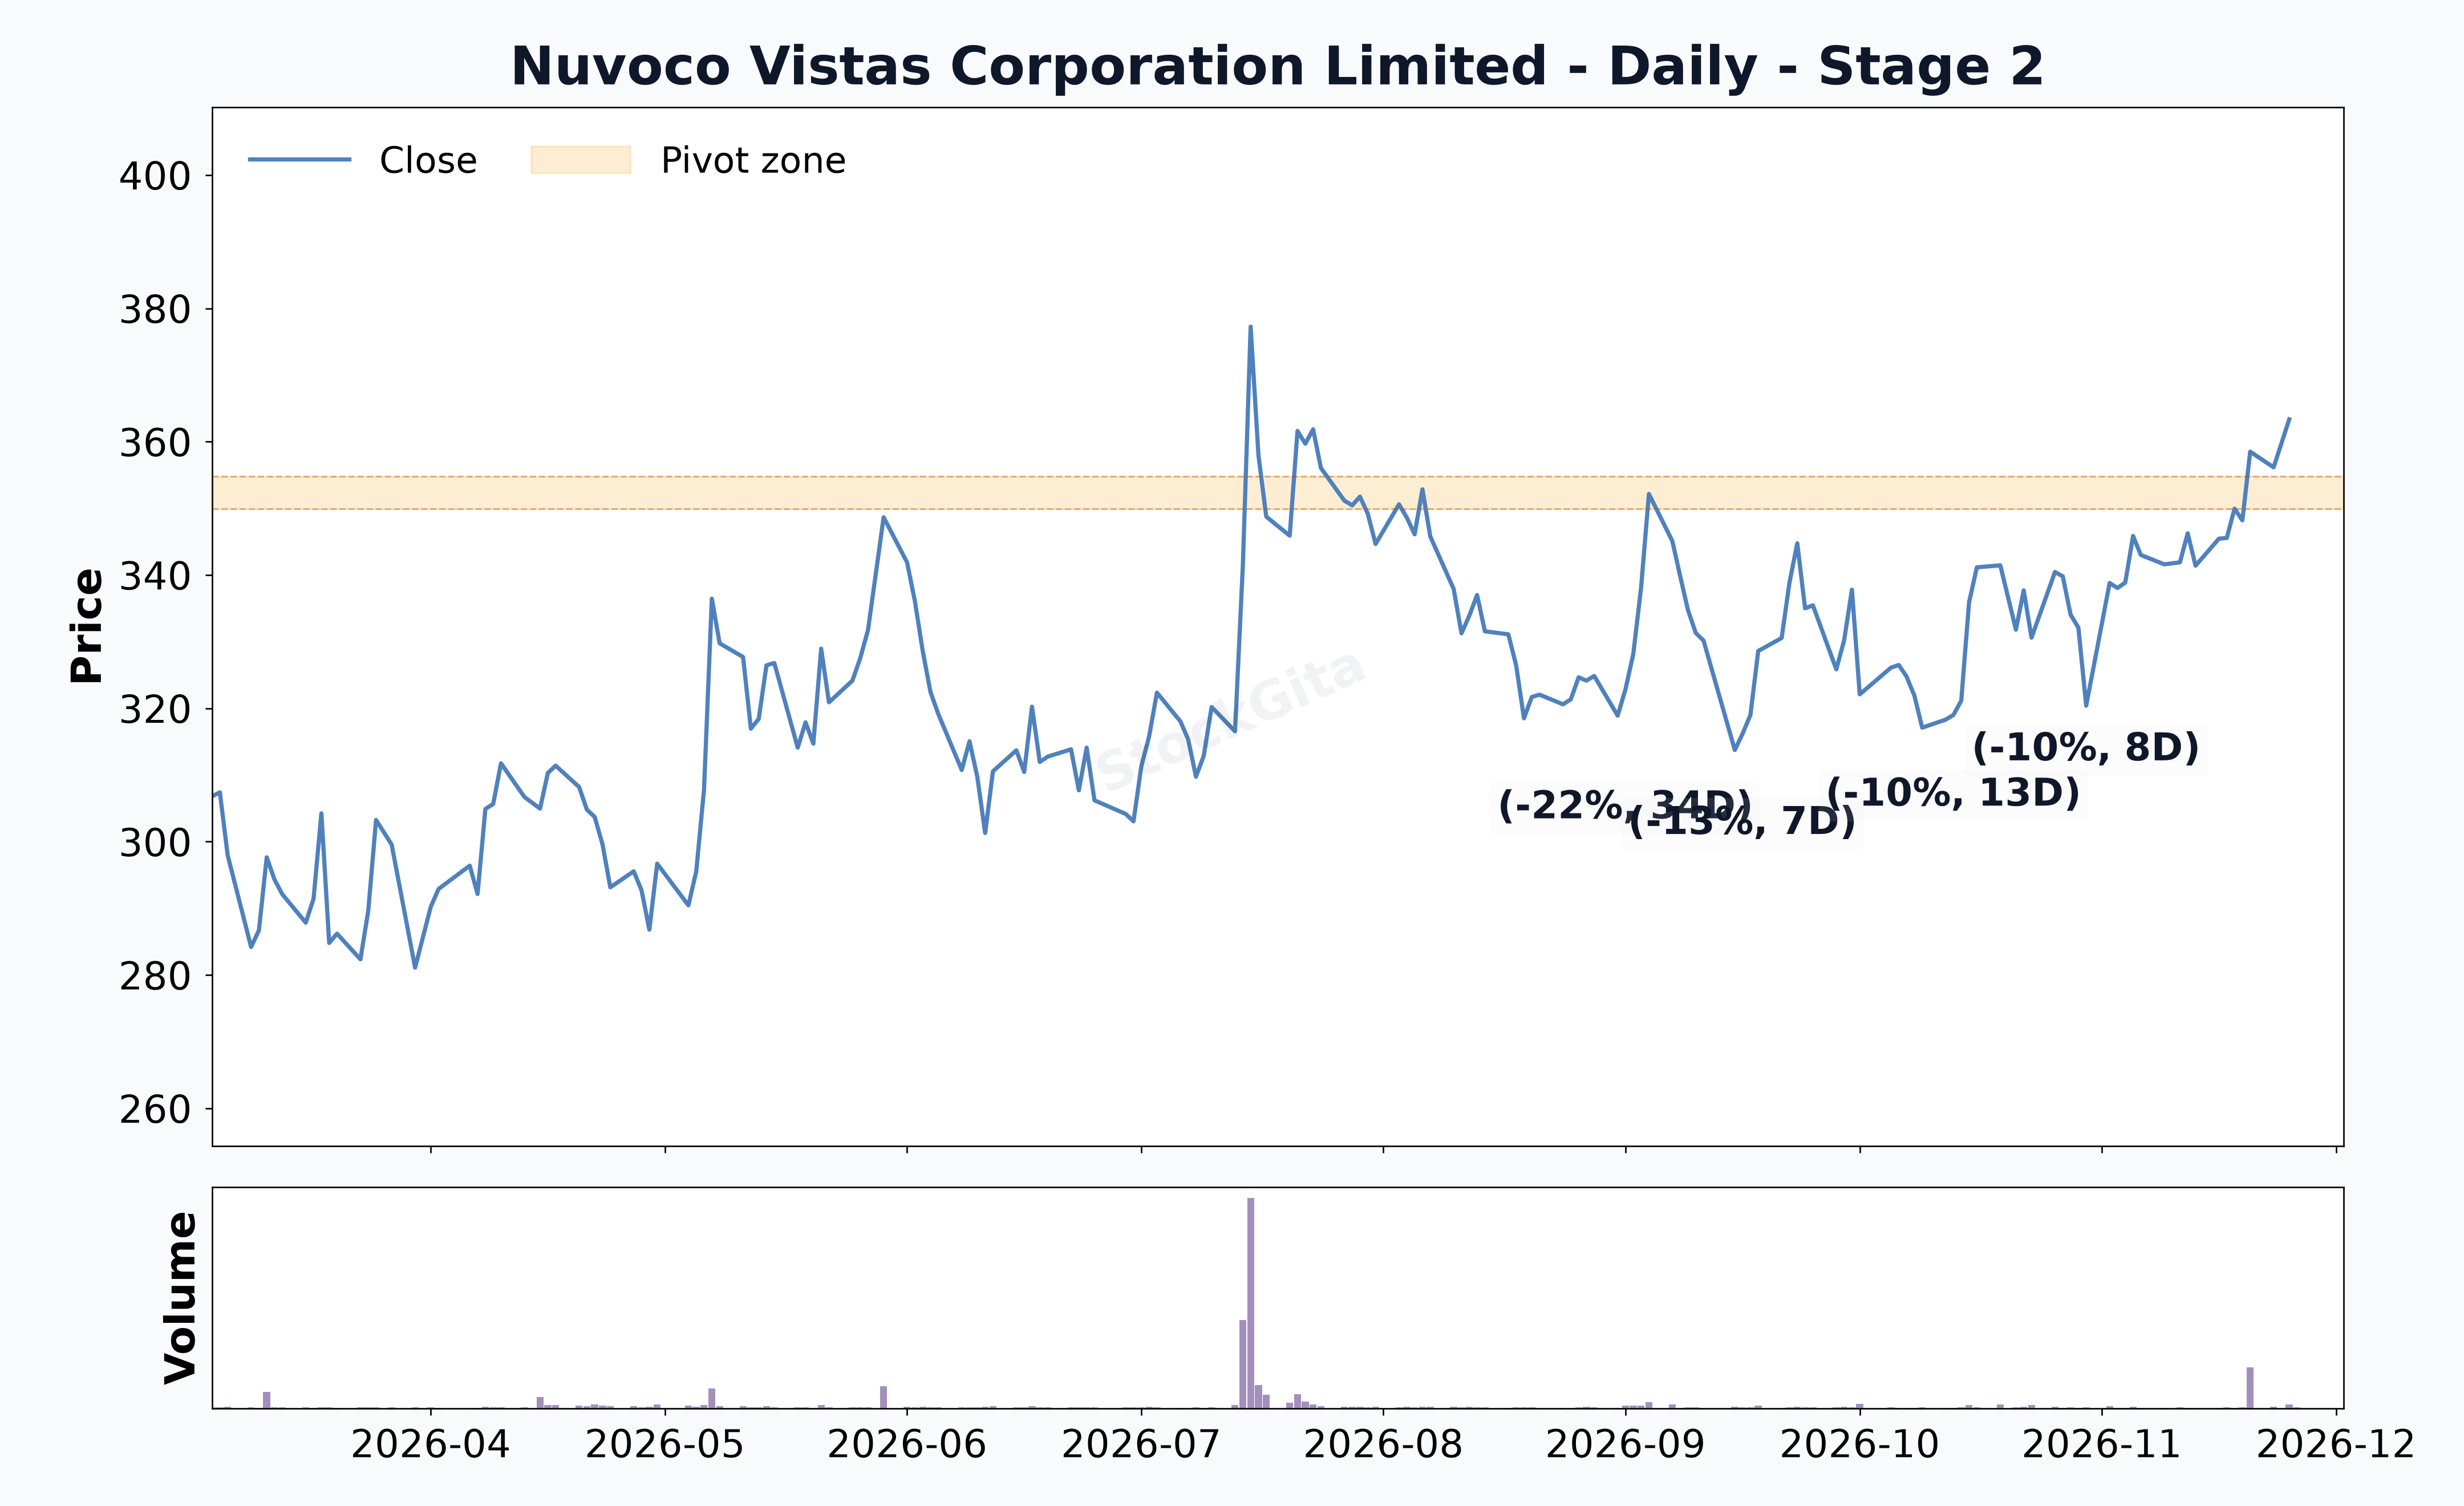 Nuvoco Vistas Corporation Limited - Daily - Stage 2
Close
Pivot zone
Price
400
380
360
340
320
300
280
260
StockGita
(-10%, 8D)
(-10%, 13D)
(-22%, 34D)
(-13%, 7D)
Volume
2026-04
2026-05
2026-06
2026-07
2026-08
2026-09
2026-10
2026-11
2026-12